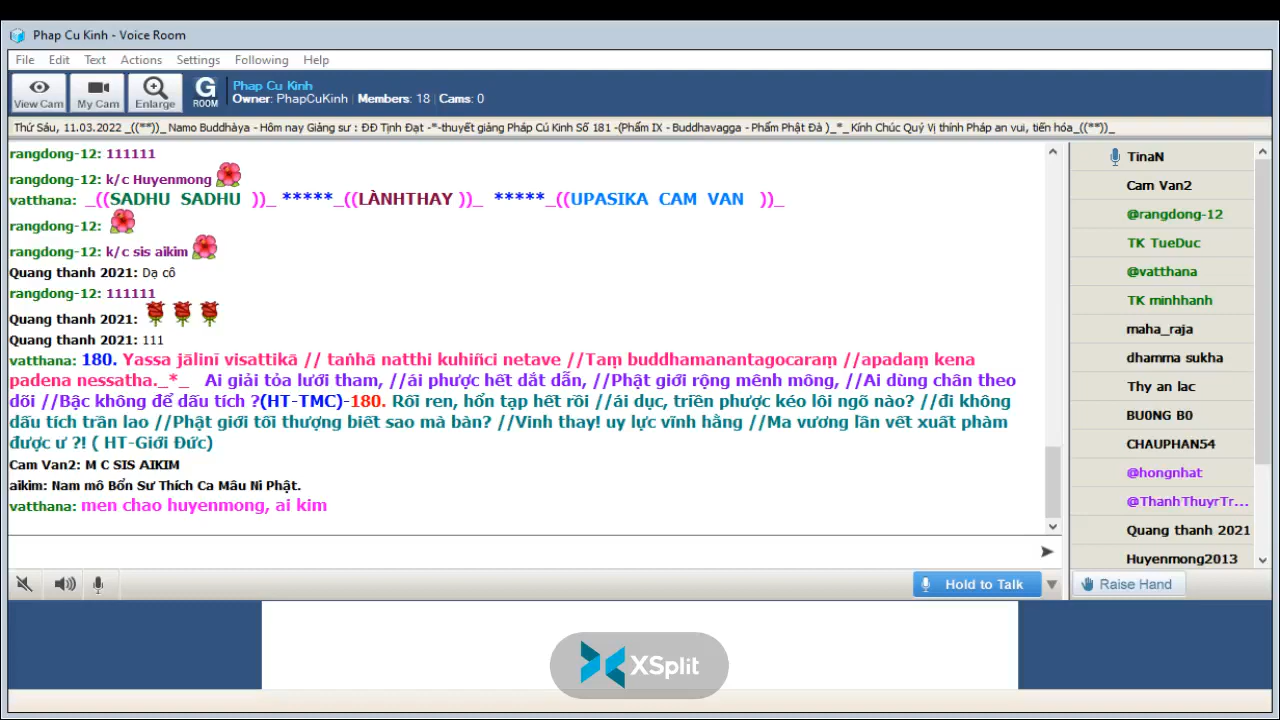 Phap Cu Kinh - Voice Room
File Edit Text Actions Settings Following Help
View Cam My Cam Enlarge G ROOM
Phap Cu Kinh
Owner: PhapCuKinh | Members: 18 | Cams: 0
Thứ Sáu, 11.03.2022 _((**))_ Namo Buddhàya - Hôm nay Giảng sư : ĐĐ Tịnh Đạt -*-thuyết giảng Pháp Cú Kinh Số 181 -(Phẩm IX - Buddhavagga - Phẩm Phật Đà )_*_ Kính Chúc Quý Vị thính Pháp an vui, tiến hóa_((**))_
rangdong-12: 111111
rangdong-12: k/c Huyenmong
vatthana: _((SADHU SADHU ))_ *****_((LÀNHTHAY ))_ *****_((UPASIKA CAM VAN ))_
rangdong-12:
rangdong-12: k/c sis aikim
Quang thanh 2021: Dạ cô
rangdong-12: 111111
Quang thanh 2021:
Quang thanh 2021: 111
vatthana: 180. Yassa jālinī visattikā // taṅhā natthi kuhiñci netave //Taṃ buddhamanantagocaraṃ //apadaṃ kena
padena nessatha._*_ Ai giải tỏa lưới tham, //ái phược hết dắt dẫn, //Phật giới rộng mênh mông, //Ai dùng chân theo
dõi //Bậc không để dấu tích ?(HT-TMC)-180. Rối ren, hổn tạp hết rồi //ái dục, triền phược kéo lôi ngõ nào? //đi không
dấu tích trần lao //Phật giới tối thượng biết sao mà bàn? //Vinh thay! uy lực vĩnh hằng //Ma vương lần vết xuất phàm
được ư ?! ( HT-Giới Đức)
Cam Van2: M C SIS AIKIM
aikim: Nam mô Bổn Sư Thích Ca Mâu Ni Phật.
vatthana: men chao huyenmong, ai kim
TinaN
Cam Van2
@rangdong-12
TK TueDuc
@vatthana
TK minhhanh
maha_raja
dhamma sukha
Thy an lac
BU0NG B0
CHAUPHAN54
@hongnhat
@ThanhThuyrTr...
Quang thanh 2021
Huyenmong2013
Hold to Talk
Raise Hand
XSplit